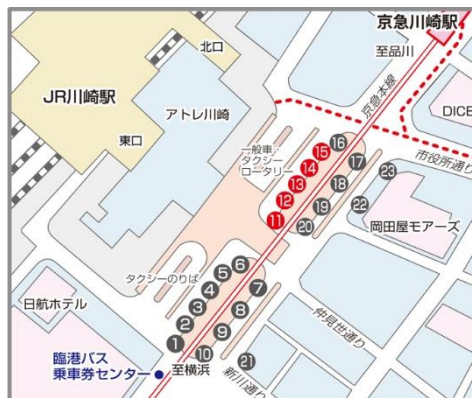 京急川崎駅
北口
至品川
JR川崎駅
アトレ川崎
京急本線
DICE
東口
一般車・
タクシー
ロータリー
市役所通り
16
15
17
14
23
13
18
12
19
22
11
20
岡田屋モアーズ
タクシーのりば
6
5
7
4
日航ホテル
3
8
2
仲見世通り
9
1
10
21
臨港バス
乗車券センター
至横浜
新川通り